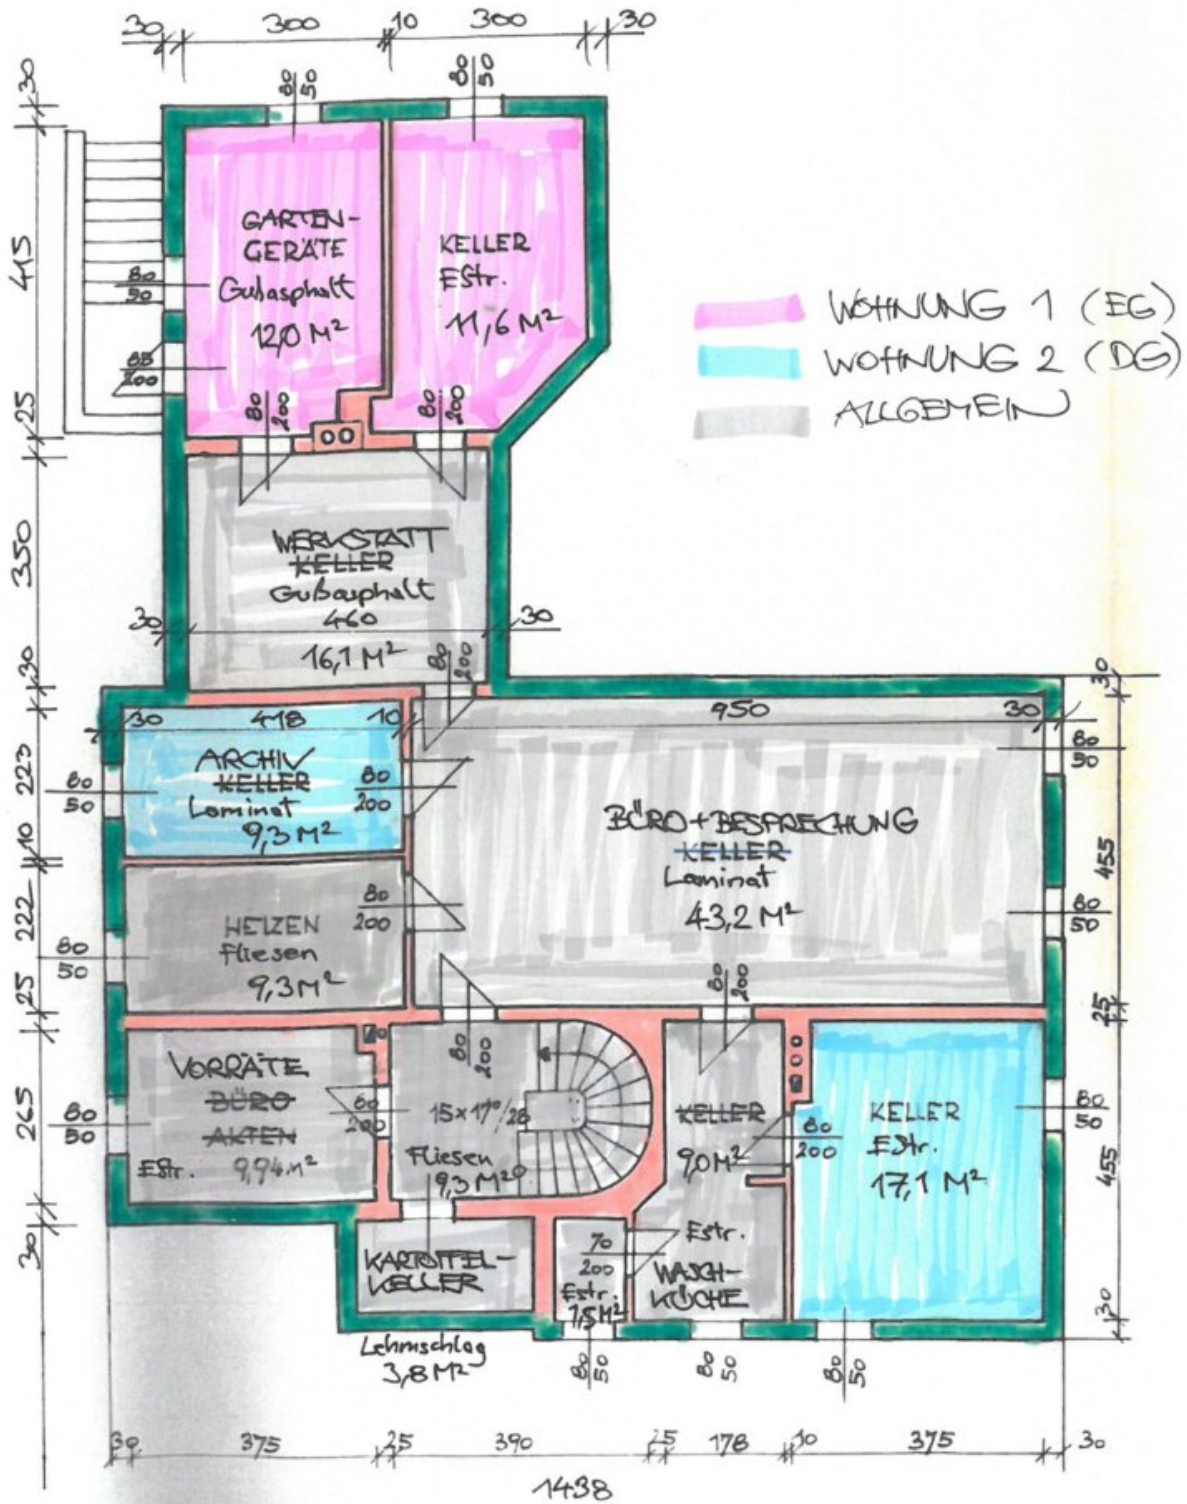 30 300 10 300 30
80
50
80
50
30
415
25
350
30
223
10
222
25
265
30
GARTEN-
GERÄTE
Gußasphalt
12,0 M²
KELLER
Estr.
11,6 M²
80
50
85
200
80
200
80
200
WOHNUNG 1 (EG)
WOHNUNG 2 (DG)
ALLGEMEIN
WERKSTATT
KELLER
Gußasphalt
30 460 30
16,1 M²
80
200
30 418 10 950 30
30
455
25
455
30
ARCHIV
KELLER
Laminat
9,3 M²
80
50
80
200
BÜRO+BESPRECHUNG
KELLER
Laminat
43,2 M²
80
90
80
50
HEIZEN
Fliesen
9,3 M²
80
50
80
200
80
200
80
200
VORRÄTE
BÜRO
AKTEN
Estr. 9,94 M²
80
50
80
200
15 x 17⁰/28
Fliesen
9,3 M²
KELLER
9,0 M²
Estr.
WASCH-
KÜCHE
80
200
KELLER
Estr.
17,1 M²
80
50
KARTOFFEL-
KELLER
Lehmschlag
3,8 M²
70
200
Estr.
1,5 M²
80
50
80
50
80
50
30 375 25 390 25 178 10 375 30
1438